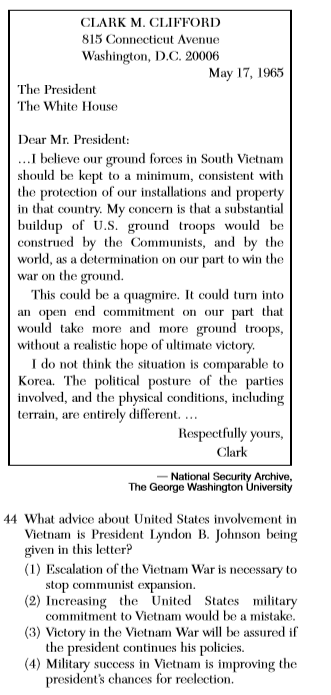 CLARK M. CLIFFORD
815 Connecticut Avenue
Washington, D.C. 20006
May 17, 1965
The President
The White House
Dear Mr. President:
…I believe our ground forces in South Vietnam
should be kept to a minimum, consistent with
the protection of our installations and property
in that country. My concern is that a substantial
buildup of U.S. ground troops would be
construed by the Communists, and by the
world, as a determination on our part to win the
war on the ground.
This could be a quagmire. It could turn into
an open end commitment on our part that
would take more and more ground troops,
without a realistic hope of ultimate victory.
I do not think the situation is comparable to
Korea. The political posture of the parties
involved, and the physical conditions, including
terrain, are entirely different. …
Respectfully yours,
Clark
— National Security Archive,
The George Washington University
44 What advice about United States involvement in
Vietnam is President Lyndon B. Johnson being
given in this letter?
(1) Escalation of the Vietnam War is necessary to
stop communist expansion.
(2) Increasing the United States military
commitment to Vietnam would be a mistake.
(3) Victory in the Vietnam War will be assured if
the president continues his policies.
(4) Military success in Vietnam is improving the
president's chances for reelection.